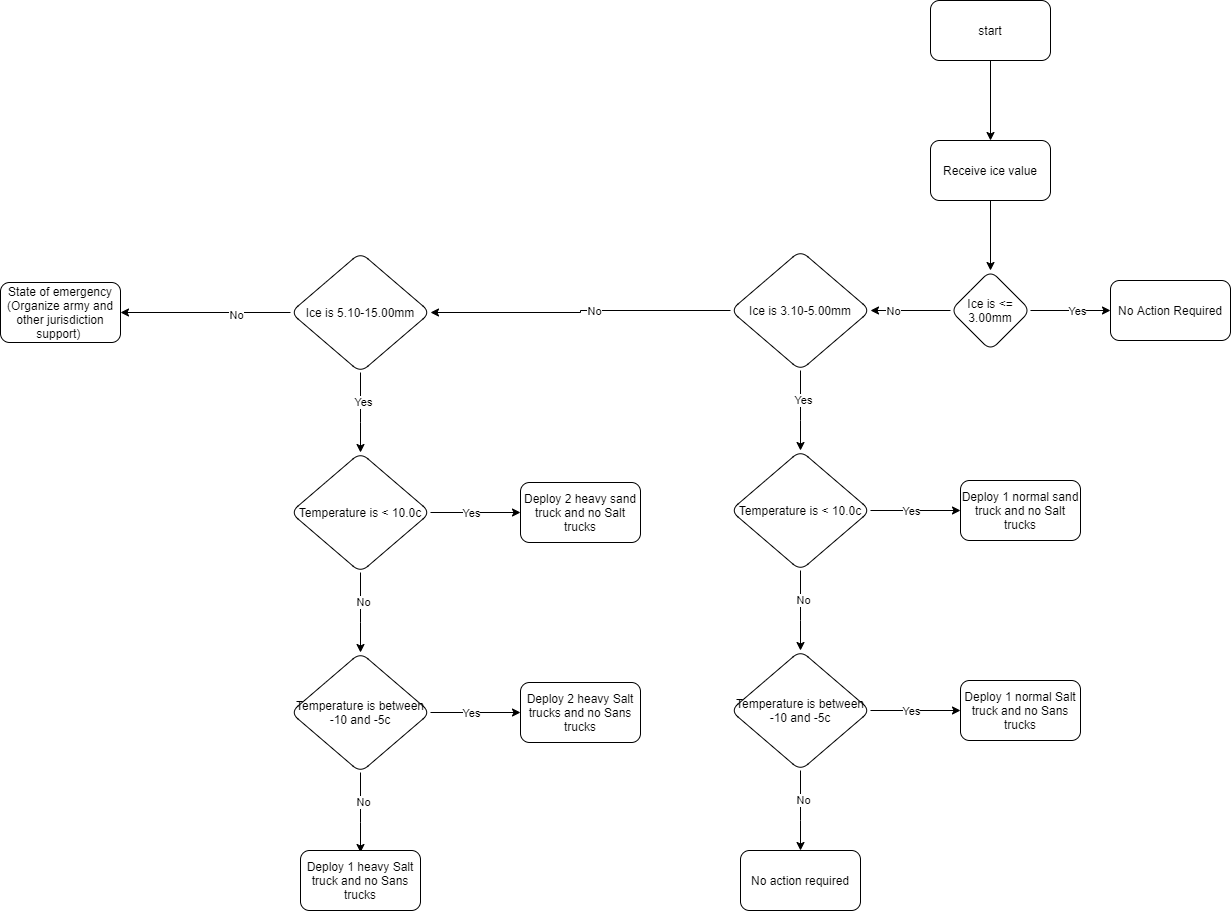 start
Receive ice value
Ice is <=
3.00mm
Yes
No Action Required
No
Ice is 3.10-5.00mm
No
Ice is 5.10-15.00mm
No
State of emergency
(Organize army and
other jurisdiction
support)
Yes
Yes
Temperature is < 10.0c
Yes
Deploy 2 heavy sand
truck and no Salt
trucks
Temperature is < 10.0c
Yes
Deploy 1 normal sand
truck and no Salt
trucks
No
No
Temperature is between
-10 and -5c
Yes
Deploy 2 heavy Salt
trucks and no Sans
trucks
Temperature is between
-10 and -5c
Yes
Deploy 1 normal Salt
truck and no Sans
trucks
No
No
Deploy 1 heavy Salt
truck and no Sans
trucks
No action required